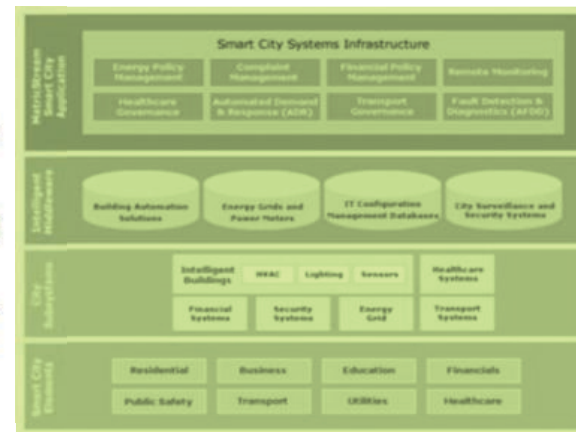 MetricStream
Smart City
Application
Smart City Systems Infrastructure
Energy Policy
Management
Complaint
Management
Financial Policy
Management
Remote Monitoring
Healthcare
Governance
Automated Demand
& Response (ADR)
Transport
Governance
Fault Detection &
Diagnostics (AFDD)
Intelligent
Middleware
Building Automation
Solutions
Energy Grids and
Power Meters
IT Configuration
Management Databases
City Surveillance and
Security Systems
City
Subsystems
Intelligent
Buildings
HVAC
Lighting
Sensors
Healthcare
Systems
Financial
Systems
Security
Systems
Energy
Grid
Transport
Systems
Smart City
Elements
Residential
Business
Education
Financials
Public Safety
Transport
Utilities
Healthcare